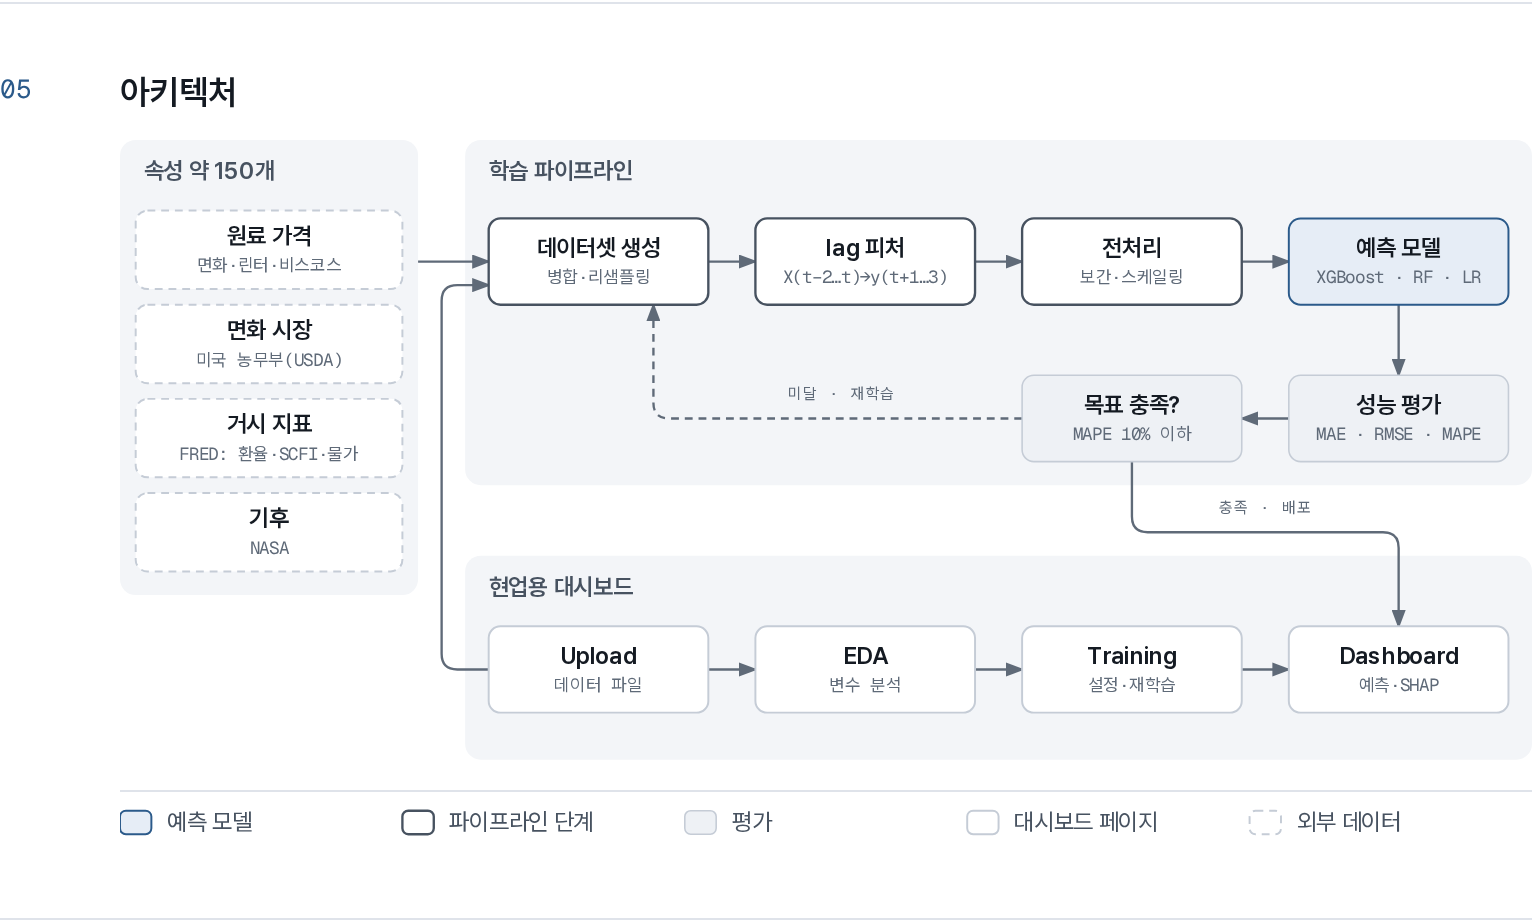 05
아키텍처
속성 약 150개
원료 가격
면화·린터·비스코스
면화 시장
미국 농무부(USDA)
거시 지표
FRED: 환율·SCFI·물가
기후
NASA
학습 파이프라인
데이터셋 생성
병합·리샘플링
lag 피처
X(t−2…t)→y(t+1…3)
전처리
보간·스케일링
예측 모델
XGBoost · RF · LR
미달 · 재학습
목표 충족?
MAPE 10% 이하
성능 평가
MAE · RMSE · MAPE
충족 · 배포
현업용 대시보드
Upload
데이터 파일
EDA
변수 분석
Training
설정·재학습
Dashboard
예측·SHAP
예측 모델
파이프라인 단계
평가
대시보드 페이지
외부 데이터